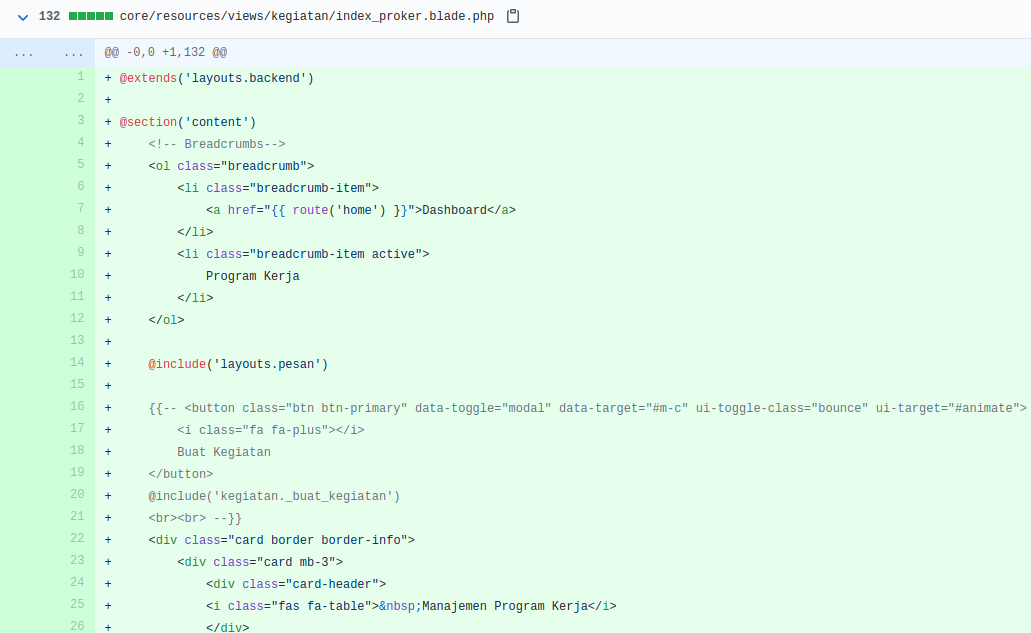 132 core/resources/views/kegiatan/index_proker.blade.php
... ... @@ -0,0 +1,132 @@
1 + @extends('layouts.backend')
2 +
3 + @section('content')
4 +     <!-- Breadcrumbs-->
5 +     <ol class="breadcrumb">
6 +         <li class="breadcrumb-item">
7 +             <a href="{{ route('home') }}">Dashboard</a>
8 +         </li>
9 +         <li class="breadcrumb-item active">
10 +             Program Kerja
11 +         </li>
12 +     </ol>
13 +
14 +     @include('layouts.pesan')
15 +
16 +     {{-- <button class="btn btn-primary" data-toggle="modal" data-target="#m-c" ui-toggle-class="bounce" ui-target="#animate">
17 +         <i class="fa fa-plus"></i>
18 +         Buat Kegiatan
19 +     </button>
20 +     @include('kegiatan._buat_kegiatan')
21 +     <br><br> --}}
22 +     <div class="card border border-info">
23 +         <div class="card mb-3">
24 +             <div class="card-header">
25 +             <i class="fas fa-table">&nbsp;Manajemen Program Kerja</i>
26 +             </div>